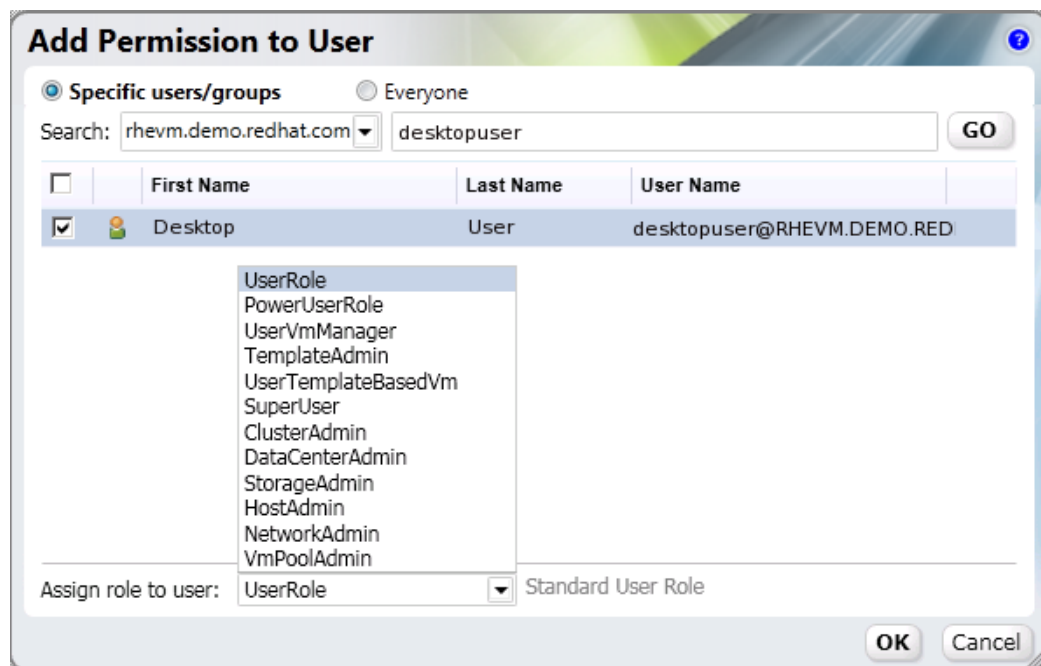 Add Permission to User
?
Specific users/groups Everyone
Search: rhevm.demo.redhat.com desktopuser GO
First Name Last Name User Name
Desktop User desktopuser@RHEVM.DEMO.RED
UserRole
PowerUserRole
UserVmManager
TemplateAdmin
UserTemplateBasedVm
SuperUser
ClusterAdmin
DataCenterAdmin
StorageAdmin
HostAdmin
NetworkAdmin
VmPoolAdmin
Assign role to user: UserRole Standard User Role
OK Cancel